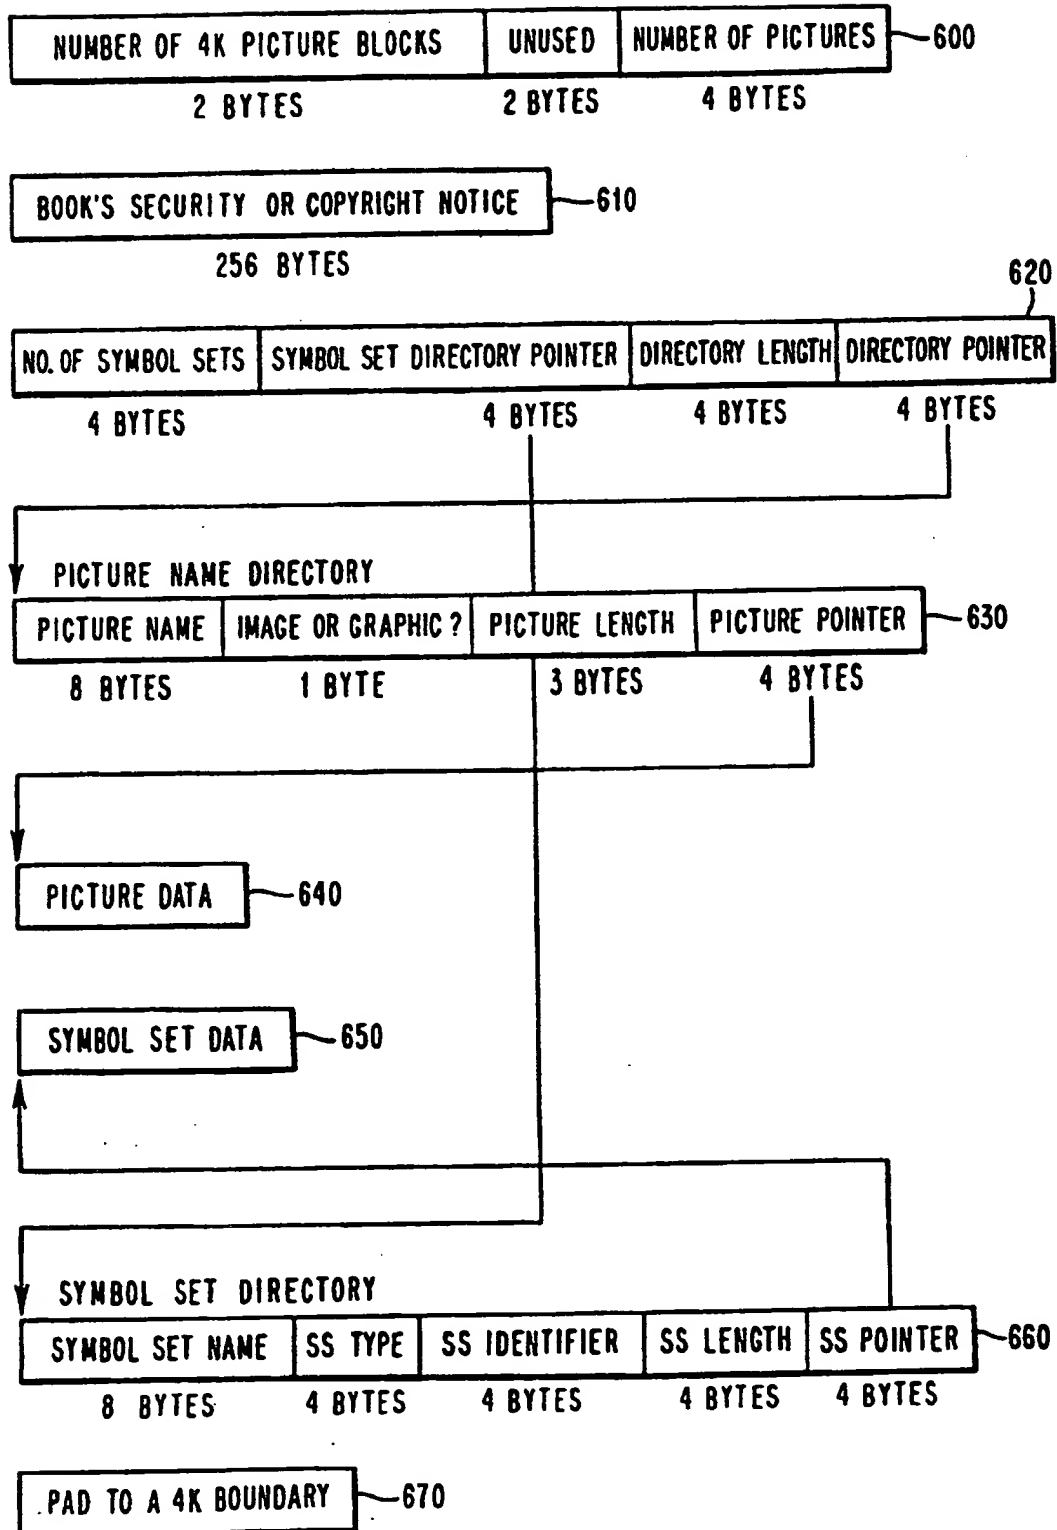 NUMBER OF 4K PICTURE BLOCKS UNUSED NUMBER OF PICTURES 600
2 BYTES 2 BYTES 4 BYTES
BOOK'S SECURITY OR COPYRIGHT NOTICE 610
256 BYTES
620
NO. OF SYMBOL SETS SYMBOL SET DIRECTORY POINTER DIRECTORY LENGTH DIRECTORY POINTER
4 BYTES 4 BYTES 4 BYTES 4 BYTES
PICTURE NAME DIRECTORY
PICTURE NAME IMAGE OR GRAPHIC ? PICTURE LENGTH PICTURE POINTER 630
8 BYTES 1 BYTE 3 BYTES 4 BYTES
PICTURE DATA 640
SYMBOL SET DATA 650
SYMBOL SET DIRECTORY
SYMBOL SET NAME SS TYPE SS IDENTIFIER SS LENGTH SS POINTER 660
8 BYTES 4 BYTES 4 BYTES 4 BYTES 4 BYTES
PAD TO A 4K BOUNDARY 670